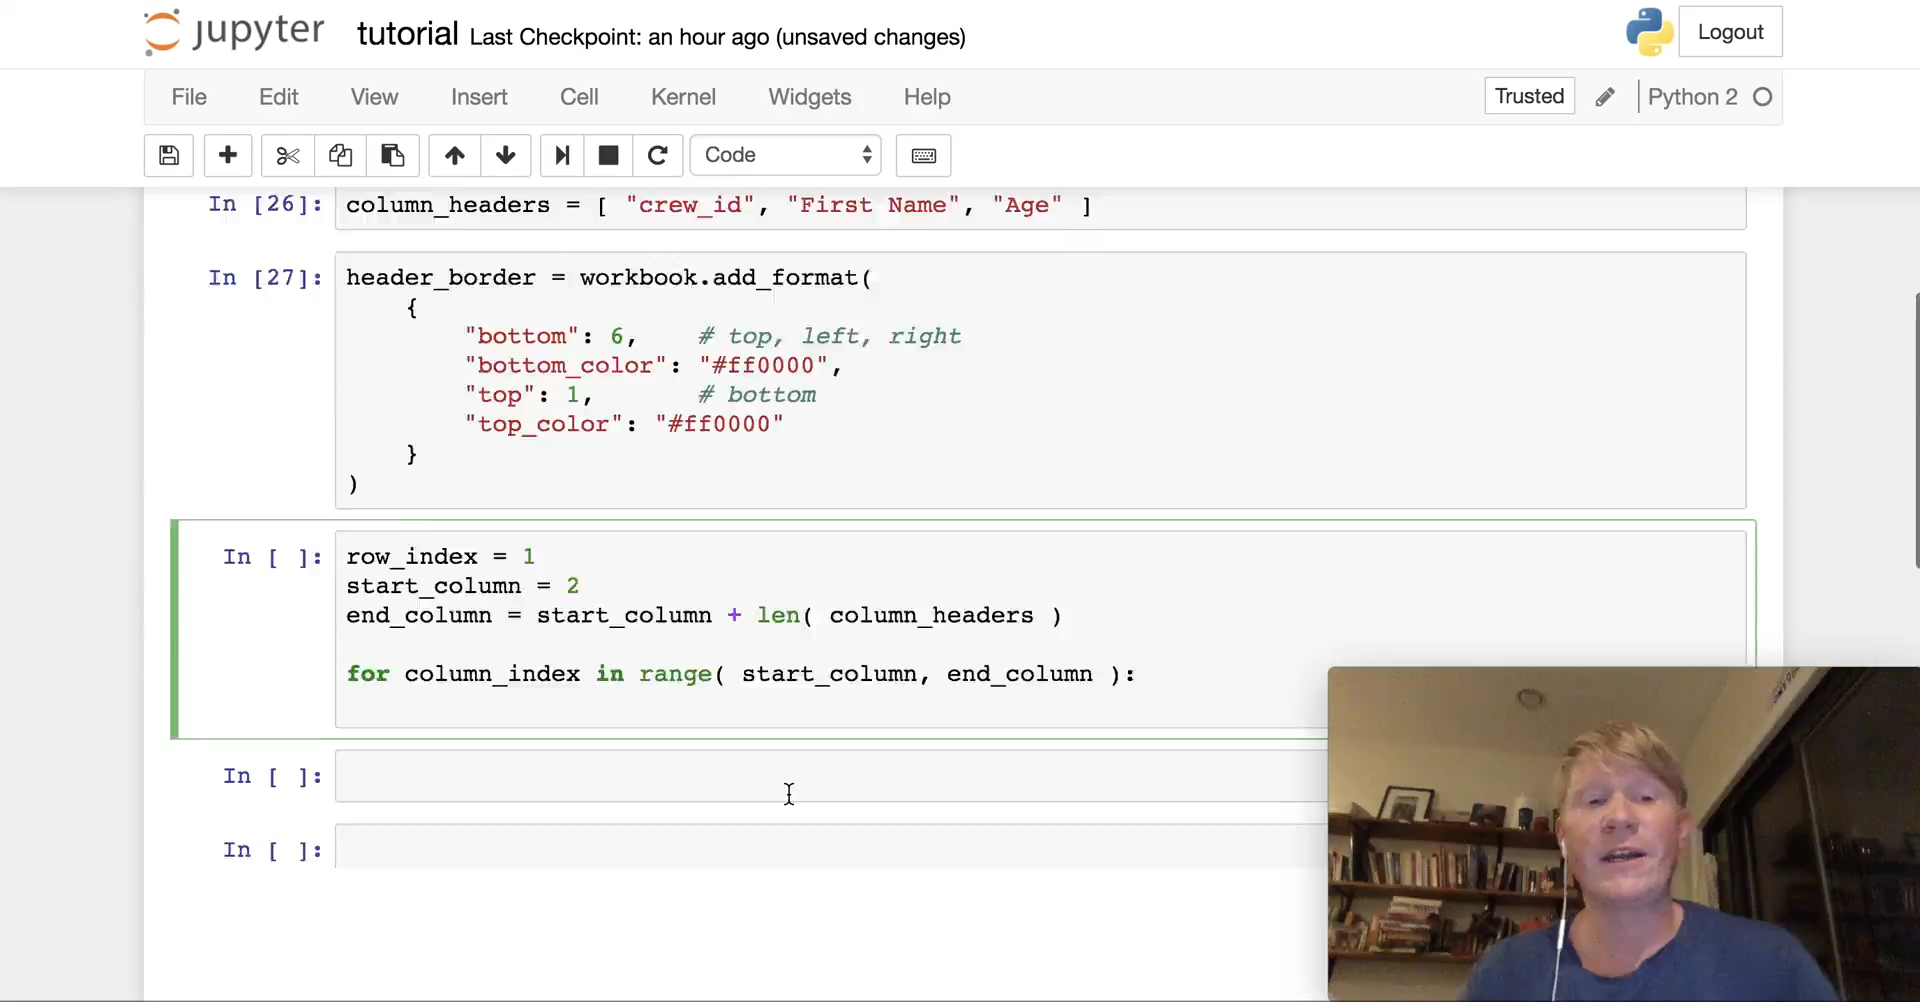 jupyter tutorial Last Checkpoint: an hour ago (unsaved changes) Logout
File Edit View Insert Cell Kernel Widgets Help Trusted Python 2
Code
In [26]: column_headers = [ "crew_id", "First Name", "Age" ]
In [27]: header_border = workbook.add_format(
{
"bottom": 6, # top, left, right
"bottom_color": "#ff0000",
"top": 1, # bottom
"top_color": "#ff0000"
}
)
In [ ]: row_index = 1
start_column = 2
end_column = start_column + len( column_headers )
for column_index in range( start_column, end_column ):
In [ ]:
In [ ]: